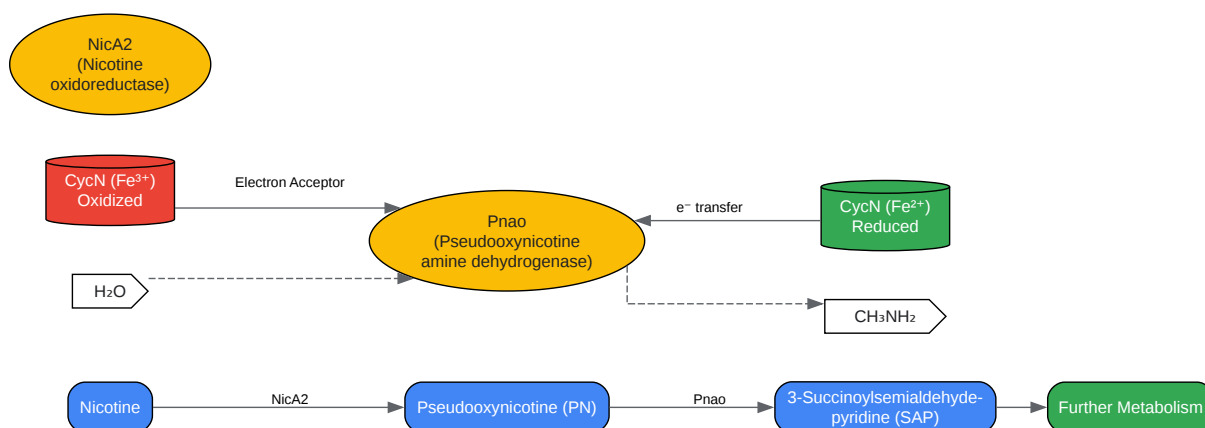 NicA2
(Nicotine
oxidoreductase)
CycN (Fe³⁺)
Oxidized
Electron Acceptor
Pnao
(Pseudooxynicotine
amine dehydrogenase)
e⁻ transfer
CycN (Fe²⁺)
Reduced
H₂O
CH₃NH₂
Nicotine
NicA2
Pseudooxynicotine (PN)
Pnao
3-Succinoylsemialdehyde-
pyridine (SAP)
Further Metabolism